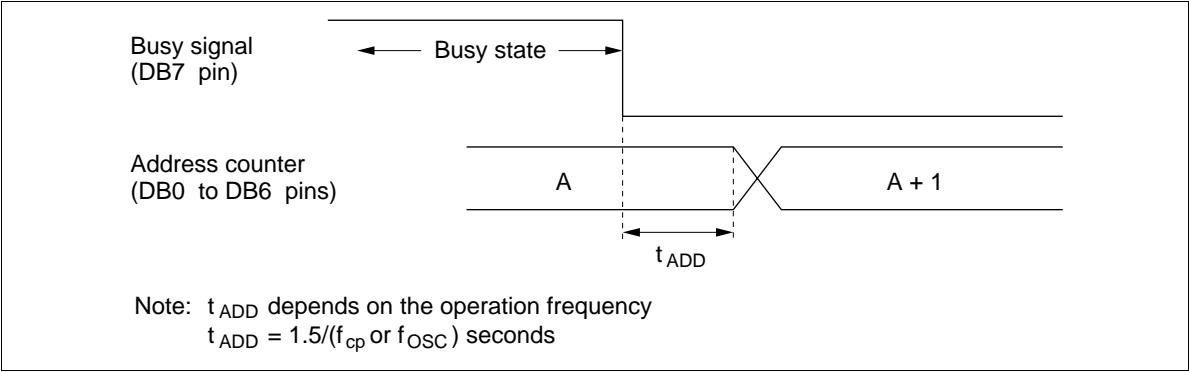 Busy signal
(DB7 pin)
Busy state
Address counter
(DB0 to DB6 pins)
A
A + 1
t ADD
Note: t ADD depends on the operation frequency
t ADD = 1.5/(f cp or f OSC ) seconds